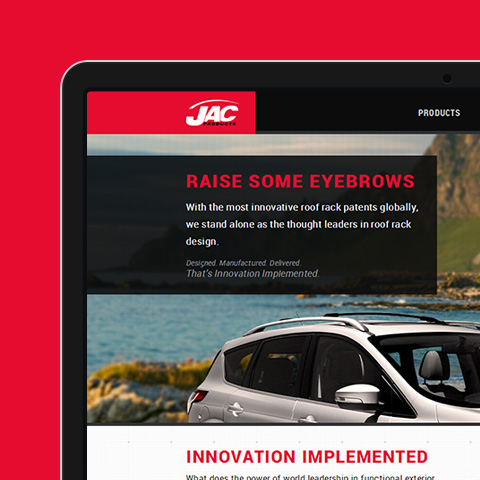 JAC
PRODUCTS
PRODUCTS
RAISE SOME EYEBROWS
With the most innovative roof rack patents globally,
we stand alone as the thought leaders in roof rack
design.
Designed. Manufactured. Delivered.
That's Innovation Implemented.
INNOVATION IMPLEMENTED
What does the power of world leadership in functional exterior